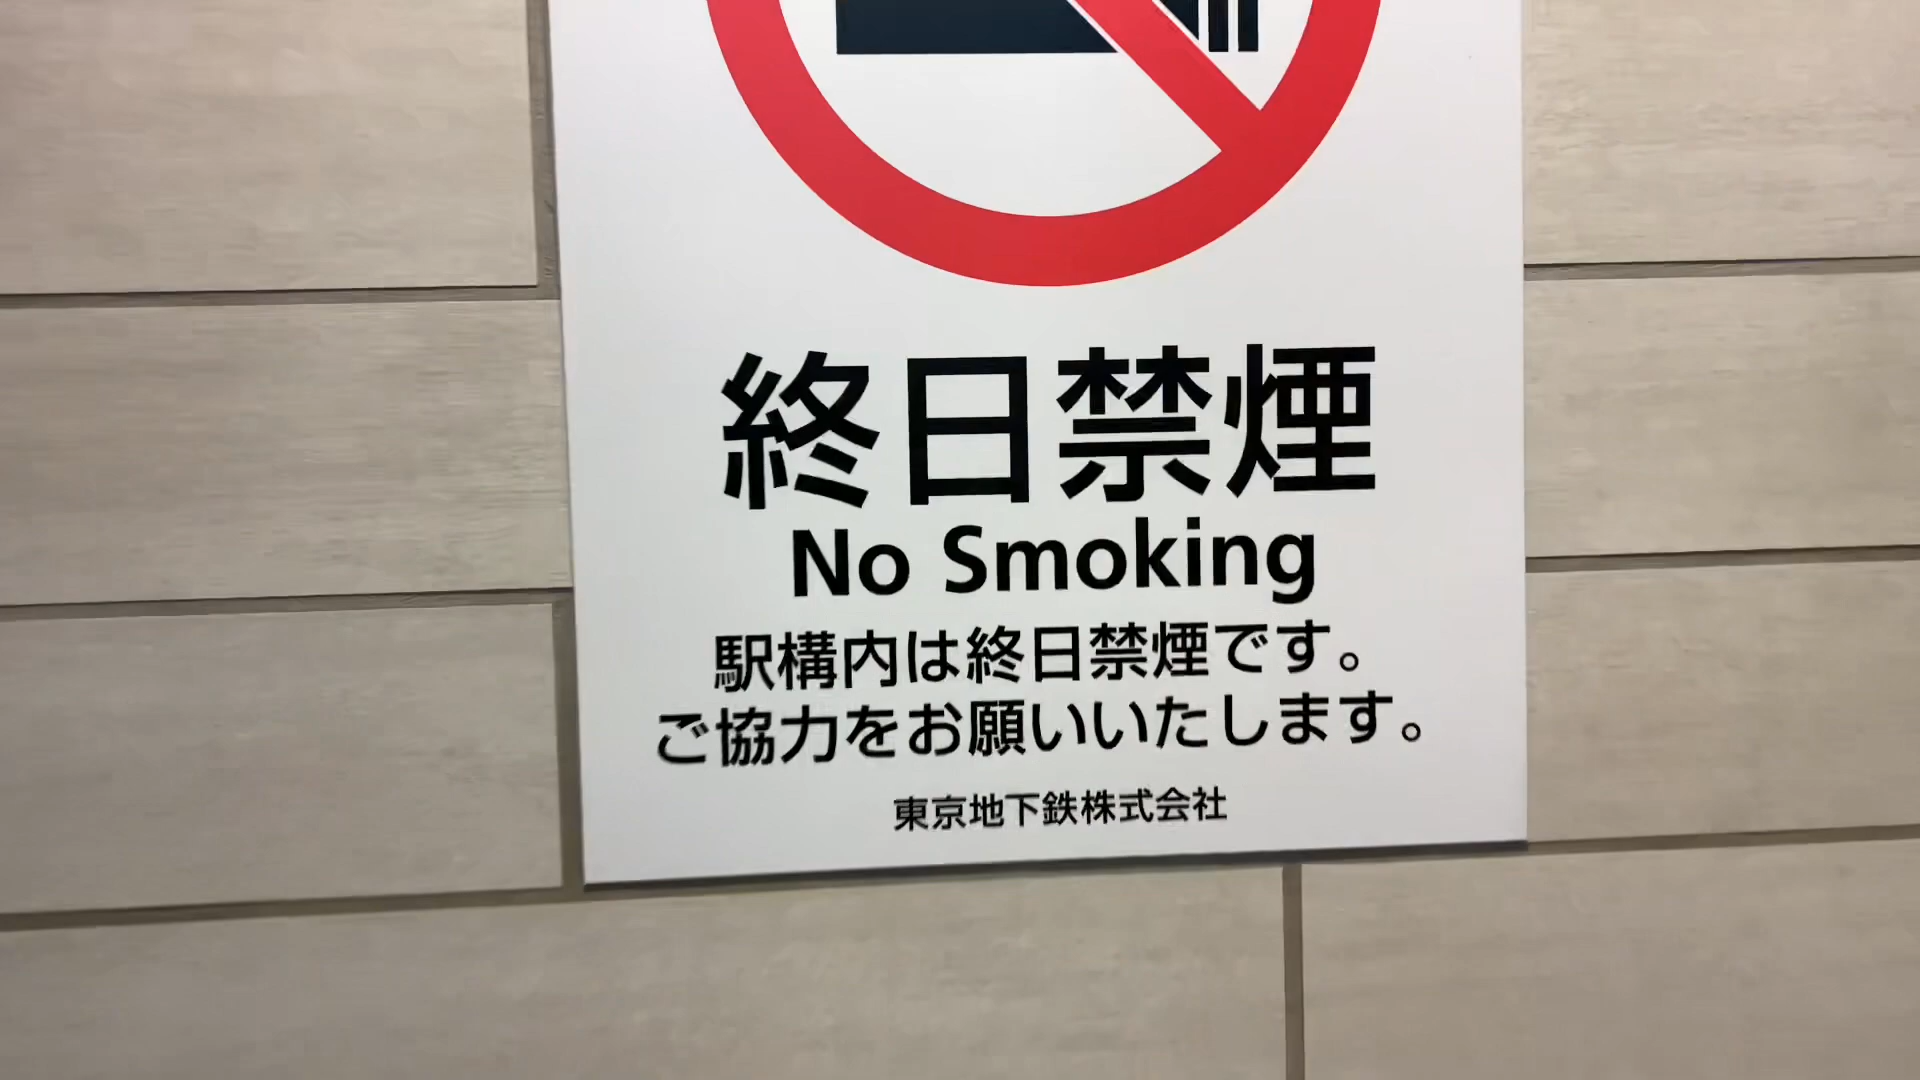 終日禁煙
No Smoking
駅構内は終日禁煙です。
ご協力をお願いいたします。
東京地下鉄株式会社